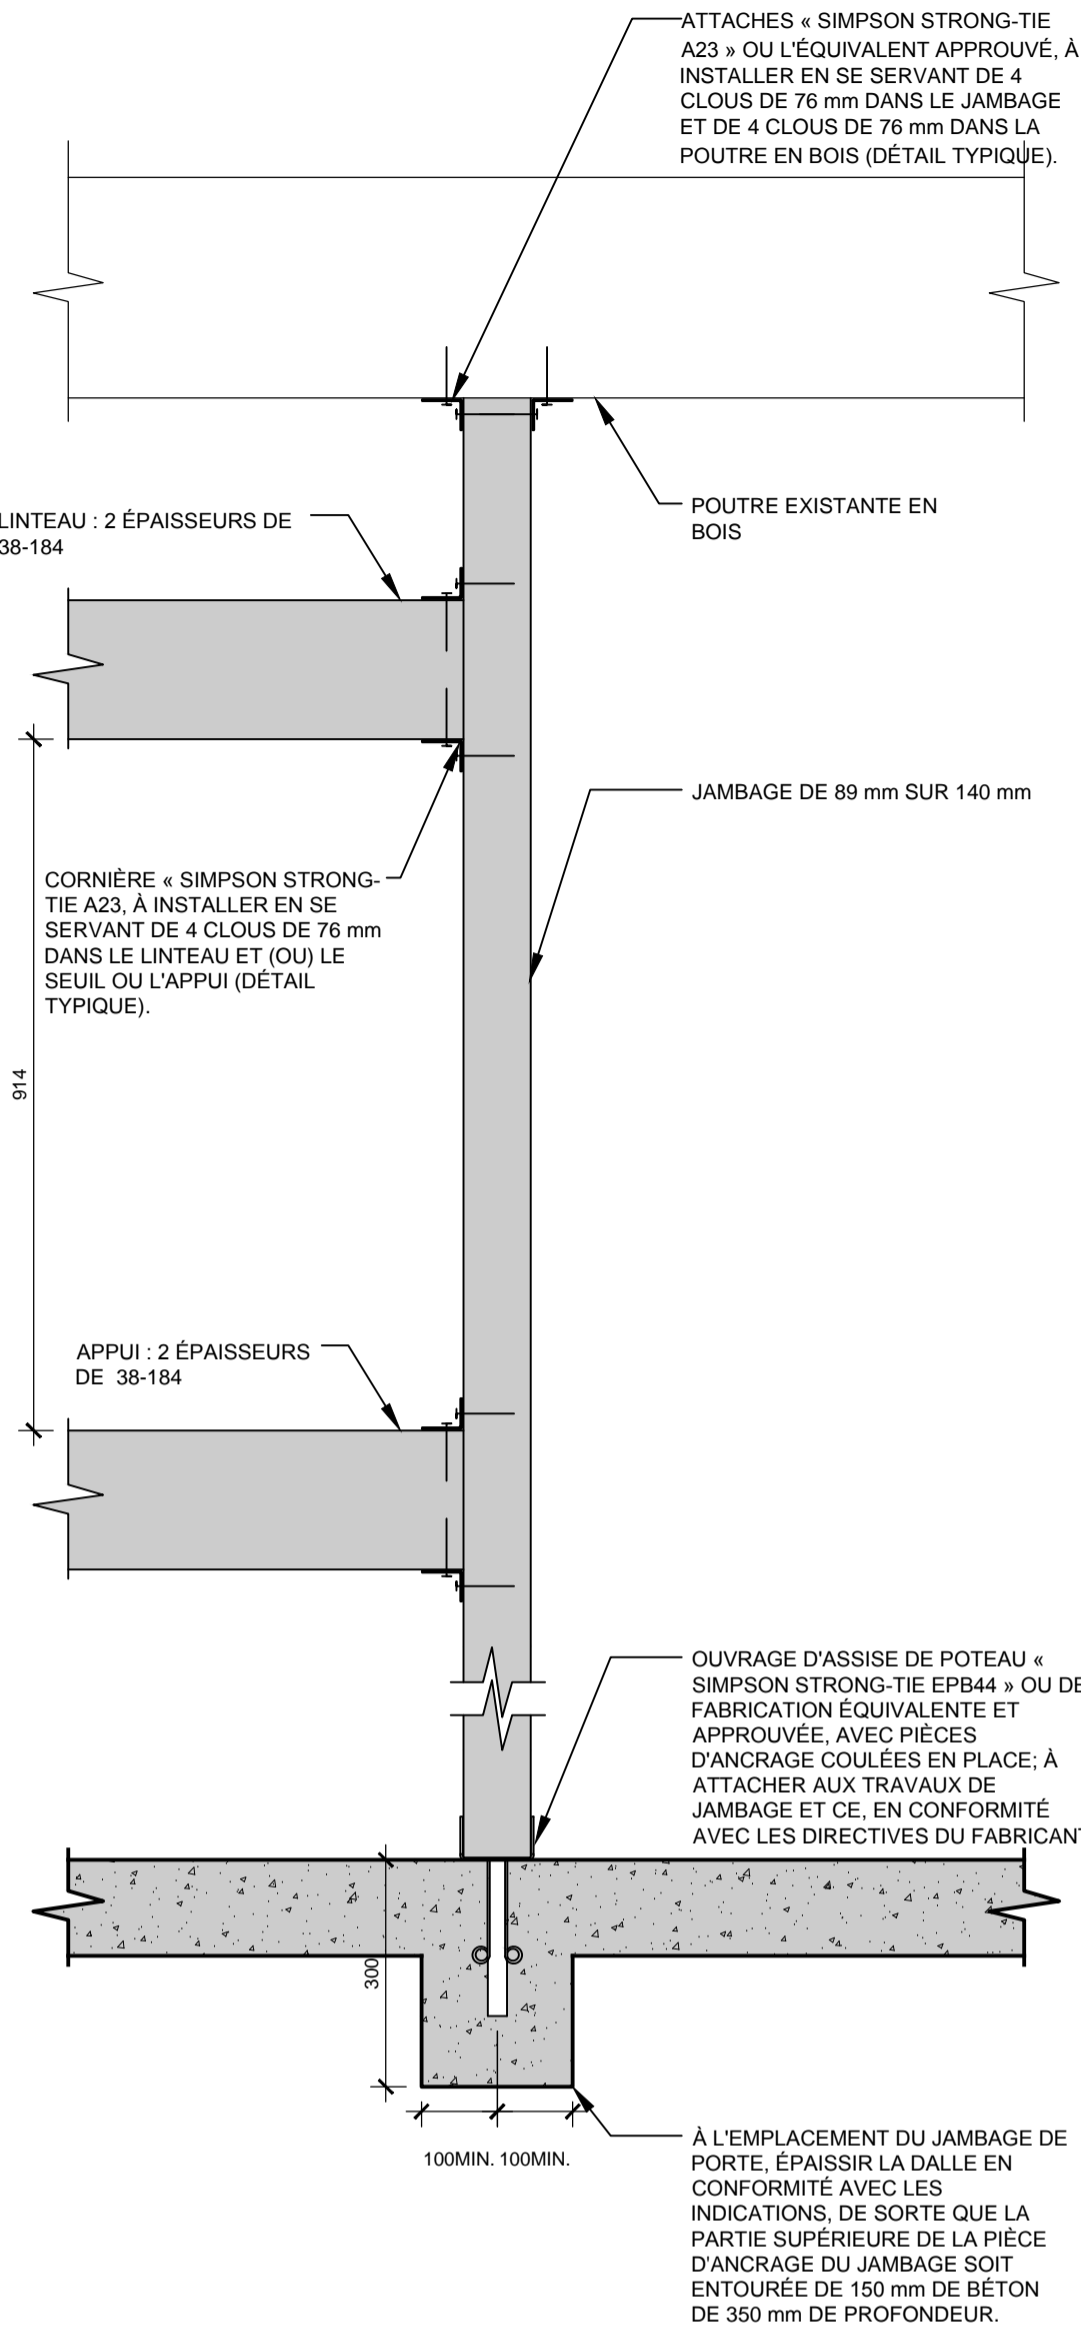 ATTACHES « SIMPSON STRONG-TIE
A23 » OU L'ÉQUIVALENT APPROUVÉ, À
INSTALLER EN SE SERVANT DE 4
CLOUS DE 76 mm DANS LE JAMBAGE
ET DE 4 CLOUS DE 76 mm DANS LA
POUTRE EN BOIS (DÉTAIL TYPIQUE).
POUTRE EXISTANTE EN
BOIS
LINTEAU : 2 ÉPAISSEURS DE
38-184
JAMBAGE DE 89 mm SUR 140 mm
CORNIÈRE « SIMPSON STRONG-
TIE A23, À INSTALLER EN SE
SERVANT DE 4 CLOUS DE 76 mm
DANS LE LINTEAU ET (OU) LE
SEUIL OU L'APPUI (DÉTAIL
TYPIQUE).
914
APPUI : 2 ÉPAISSEURS
DE 38-184
OUVRAGE D'ASSISE DE POTEAU «
SIMPSON STRONG-TIE EPB44 » OU DE
FABRICATION ÉQUIVALENTE ET
APPROUVÉE, AVEC PIÈCES
D'ANCRAGE COULÉES EN PLACE; À
ATTACHER AUX TRAVAUX DE
JAMBAGE ET CE, EN CONFORMITÉ
AVEC LES DIRECTIVES DU FABRICANT
300
100MIN. 100MIN.
À L'EMPLACEMENT DU JAMBAGE DE
PORTE, ÉPAISSIR LA DALLE EN
CONFORMITÉ AVEC LES
INDICATIONS, DE SORTE QUE LA
PARTIE SUPÉRIEURE DE LA PIÈCE
D'ANCRAGE DU JAMBAGE SOIT
ENTOURÉE DE 150 mm DE BÉTON
DE 350 mm DE PROFONDEUR.